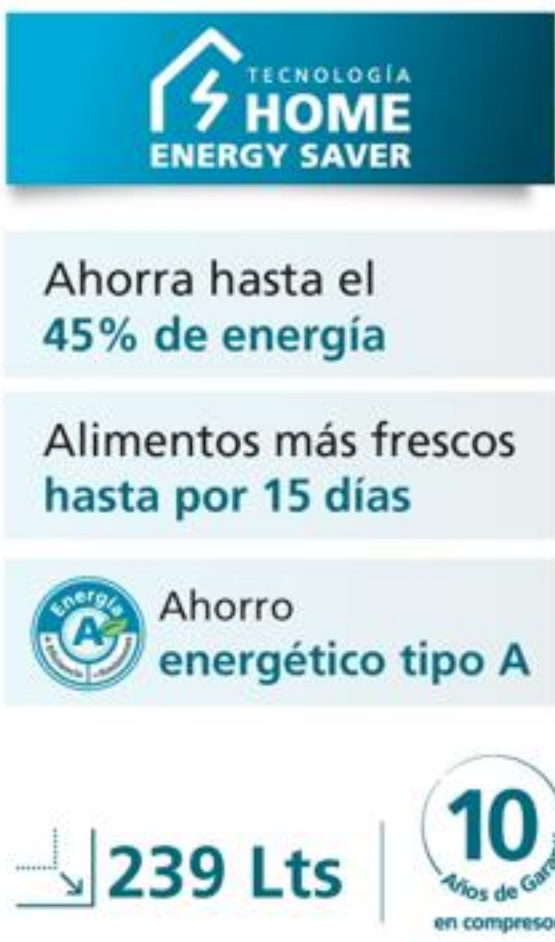 TECNOLOGÍA
HOME
ENERGY SAVER
Ahorra hasta el
45% de energía
Alimentos más frescos
hasta por 15 días
Energía
A
Ahorro
energético tipo A
239 Lts
10
Años de
en